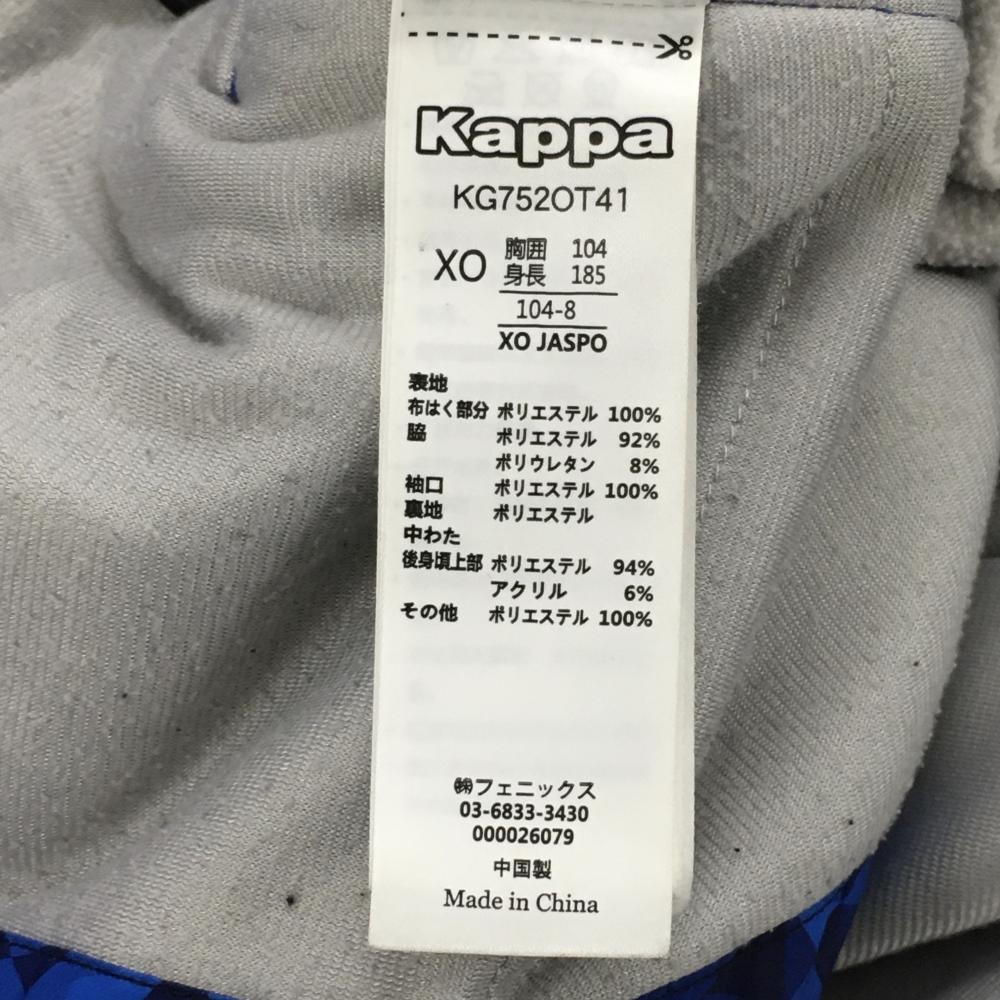 Kappa
KG752OT41
XO 胸囲 104
身長 185
104-8
XO JASPO
表地
布はく部分 ポリエステル 100%
脇 ポリエステル 92%
ポリウレタン 8%
袖口 ポリエステル 100%
裏地 ポリエステル
中わた
後身頃上部 ポリエステル 94%
アクリル 6%
その他 ポリエステル 100%
㈱フェニックス
03-6833-3430
000026079
中国製
Made in China